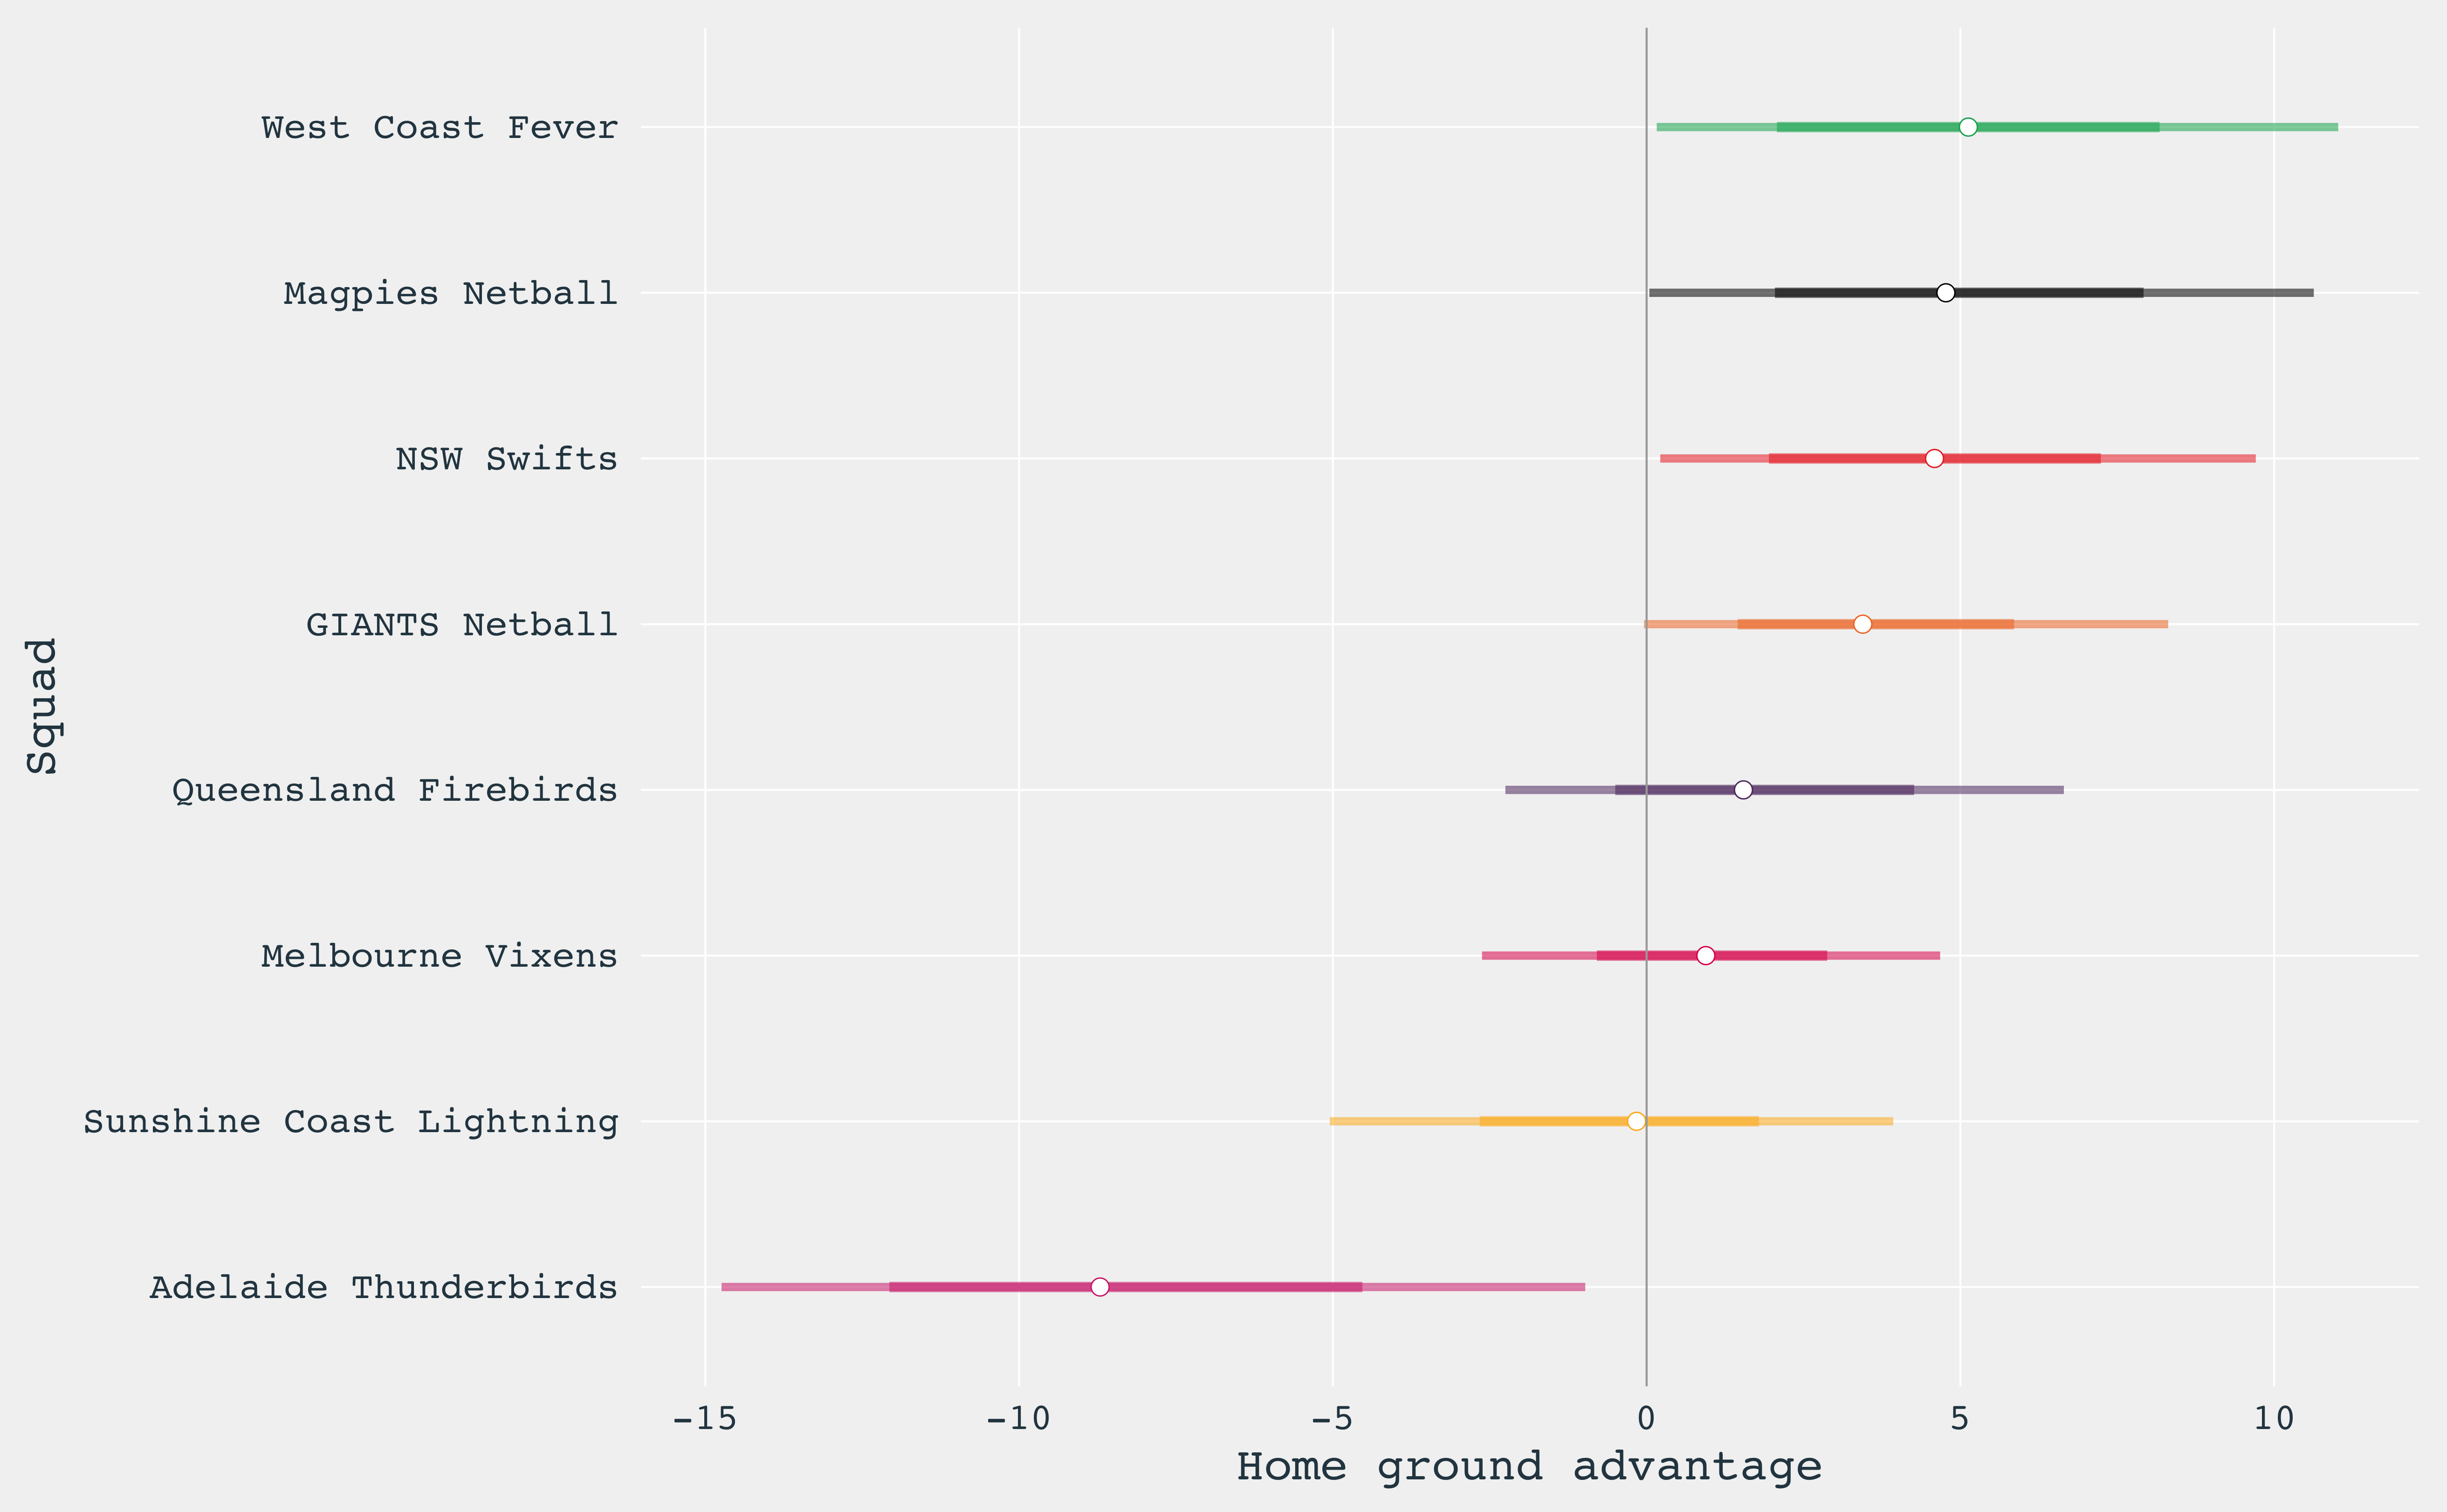 West Coast Fever
Magpies Netball
NSW Swifts
GIANTS Netball
Queensland Firebirds
Melbourne Vixens
Sunshine Coast Lightning
Adelaide Thunderbirds
Squad
-15 -10 -5 0 5 10
Home ground advantage